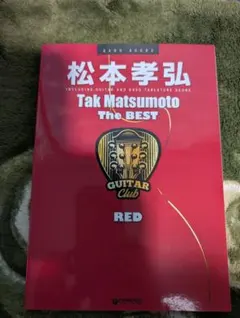 BAND SCORE
松本孝弘
INCLUDING GUITAR AND BASS TABLATURE SCORE
Tak Matsumoto
The BEST
GUITAR
Club
RED